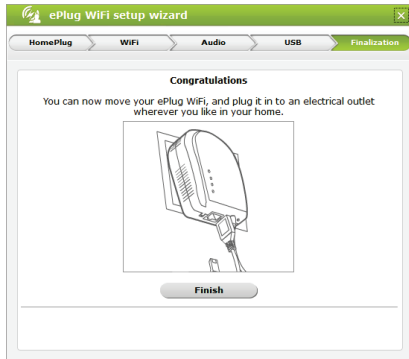 ePlug WiFi setup wizard
HomePlug WiFi Audio USB Finalization
Congratulations
You can now move your ePlug WiFi, and plug it in to an electrical outlet
wherever you like in your home.
Finish